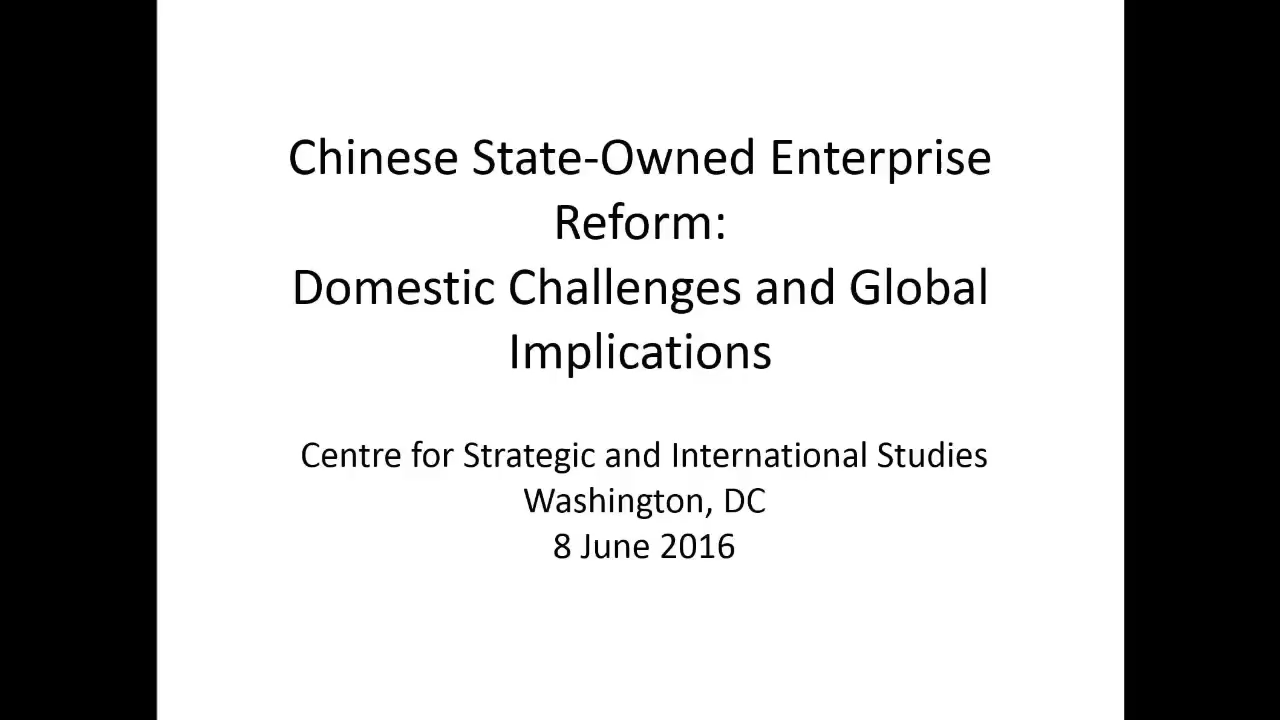 Chinese State-Owned Enterprise
Reform:
Domestic Challenges and Global
Implications
Centre for Strategic and International Studies
Washington, DC
8 June 2016